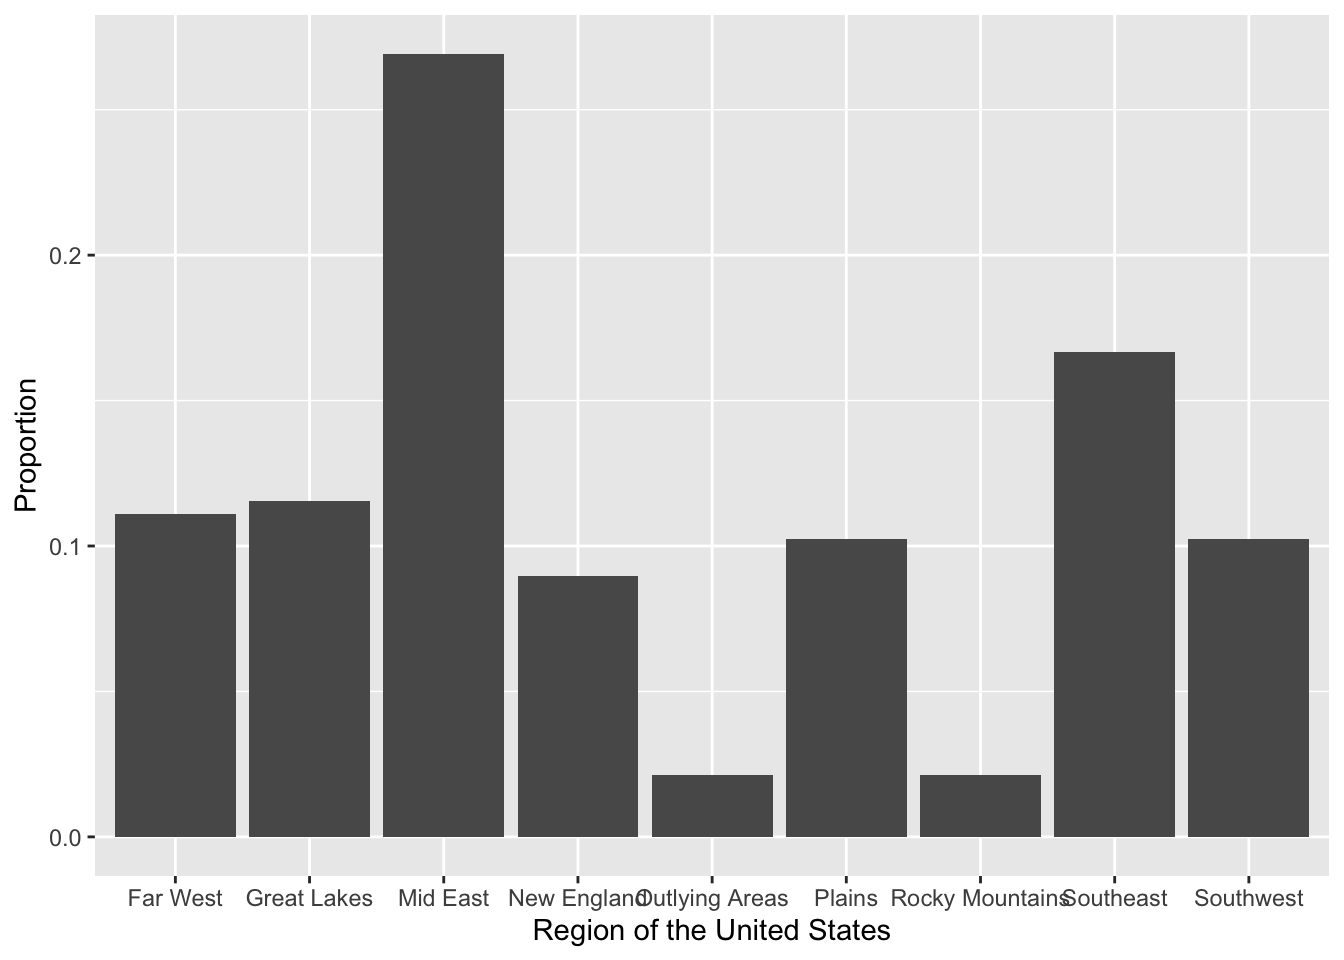 Proportion
0.2
0.1
0.0
Far West Great Lakes Mid East New England Outlying Areas Plains Rocky Mountains Southeast Southwest
Region of the United States